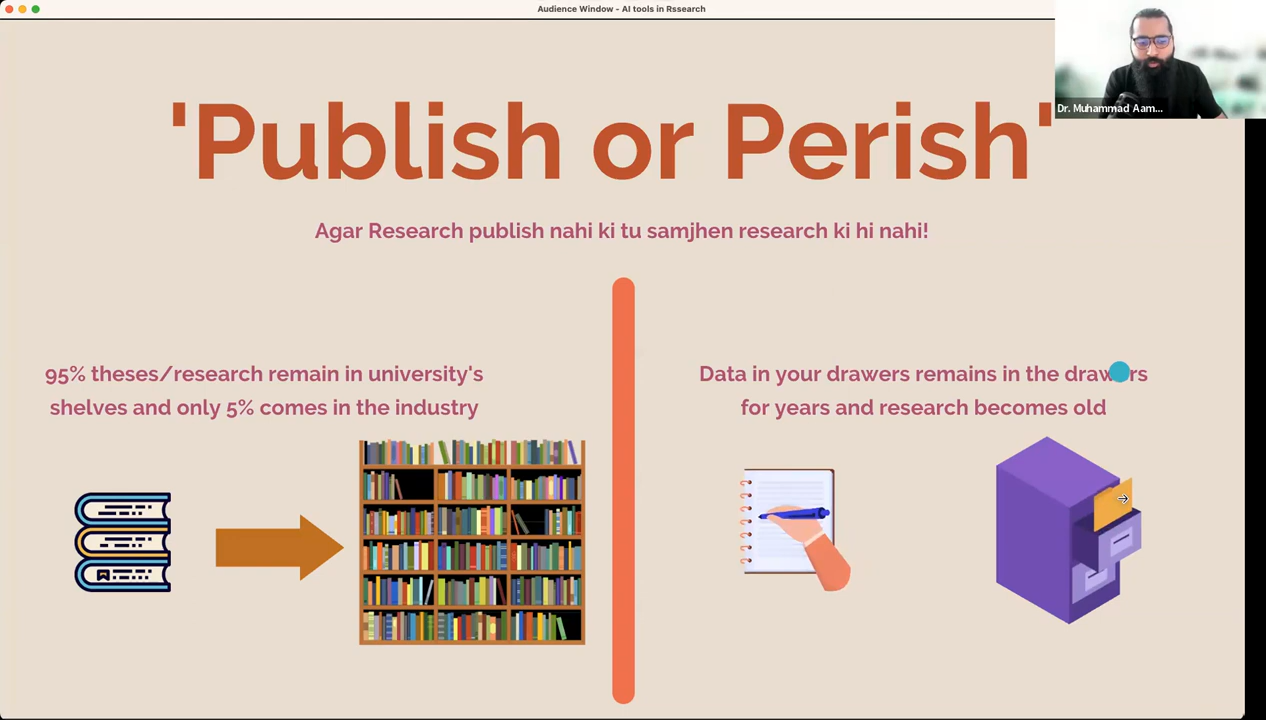 Audience Window - AI tools in Rssearch
Dr. Muhammad Aam...
'Publish or Perish'
Agar Research publish nahi ki tu samjhen research ki hi nahi!
95% theses/research remain in university's
shelves and only 5% comes in the industry
Data in your drawers remains in the drawers
for years and research becomes old